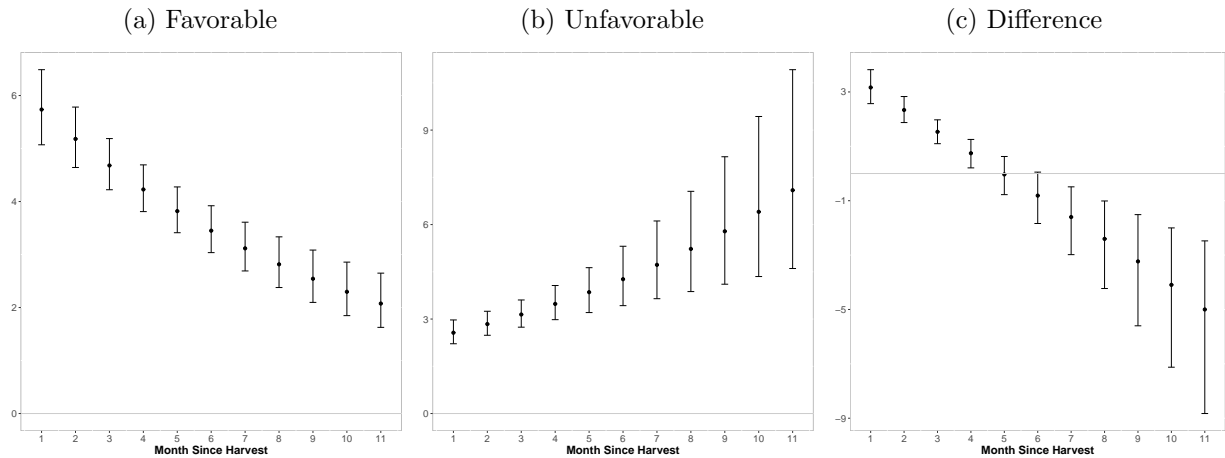 (a) Favorable
(b) Unfavorable
(c) Difference
6
4
2
0
1 2 3 4 5 6 7 8 9 10 11
Month Since Harvest
9
6
3
0
1 2 3 4 5 6 7 8 9 10 11
Month Since Harvest
3
−1
−5
−9
1 2 3 4 5 6 7 8 9 10 11
Month Since Harvest